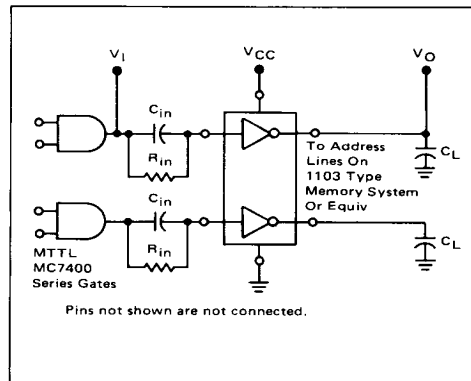 VI
VCC
VO
Cin
Rin
To Address
Lines On
1103 Type
Memory System
Or Equiv
CL
Cin
Rin
CL
MTTL
MC7400
Series Gates
Pins not shown are not connected.